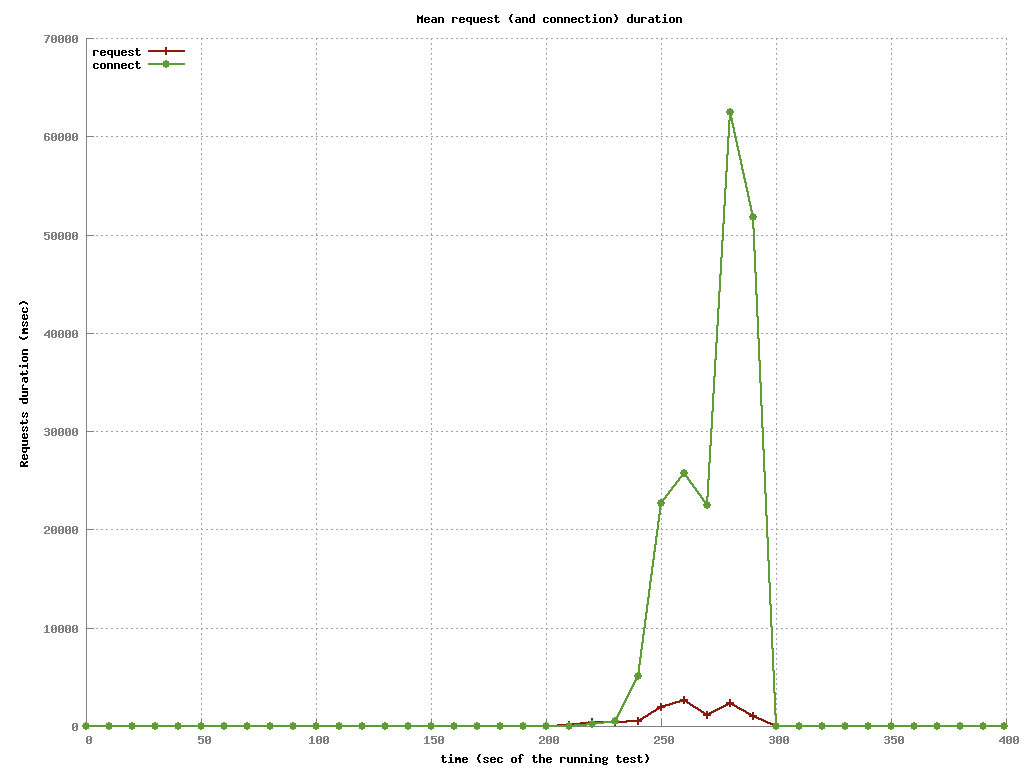 Mean request (and connection) duration
70000
request
connect
60000
50000
40000
Requests duration (msec)
30000
20000
10000
0
0 50 100 150 200 250 300 350 400
time (sec of the running test)